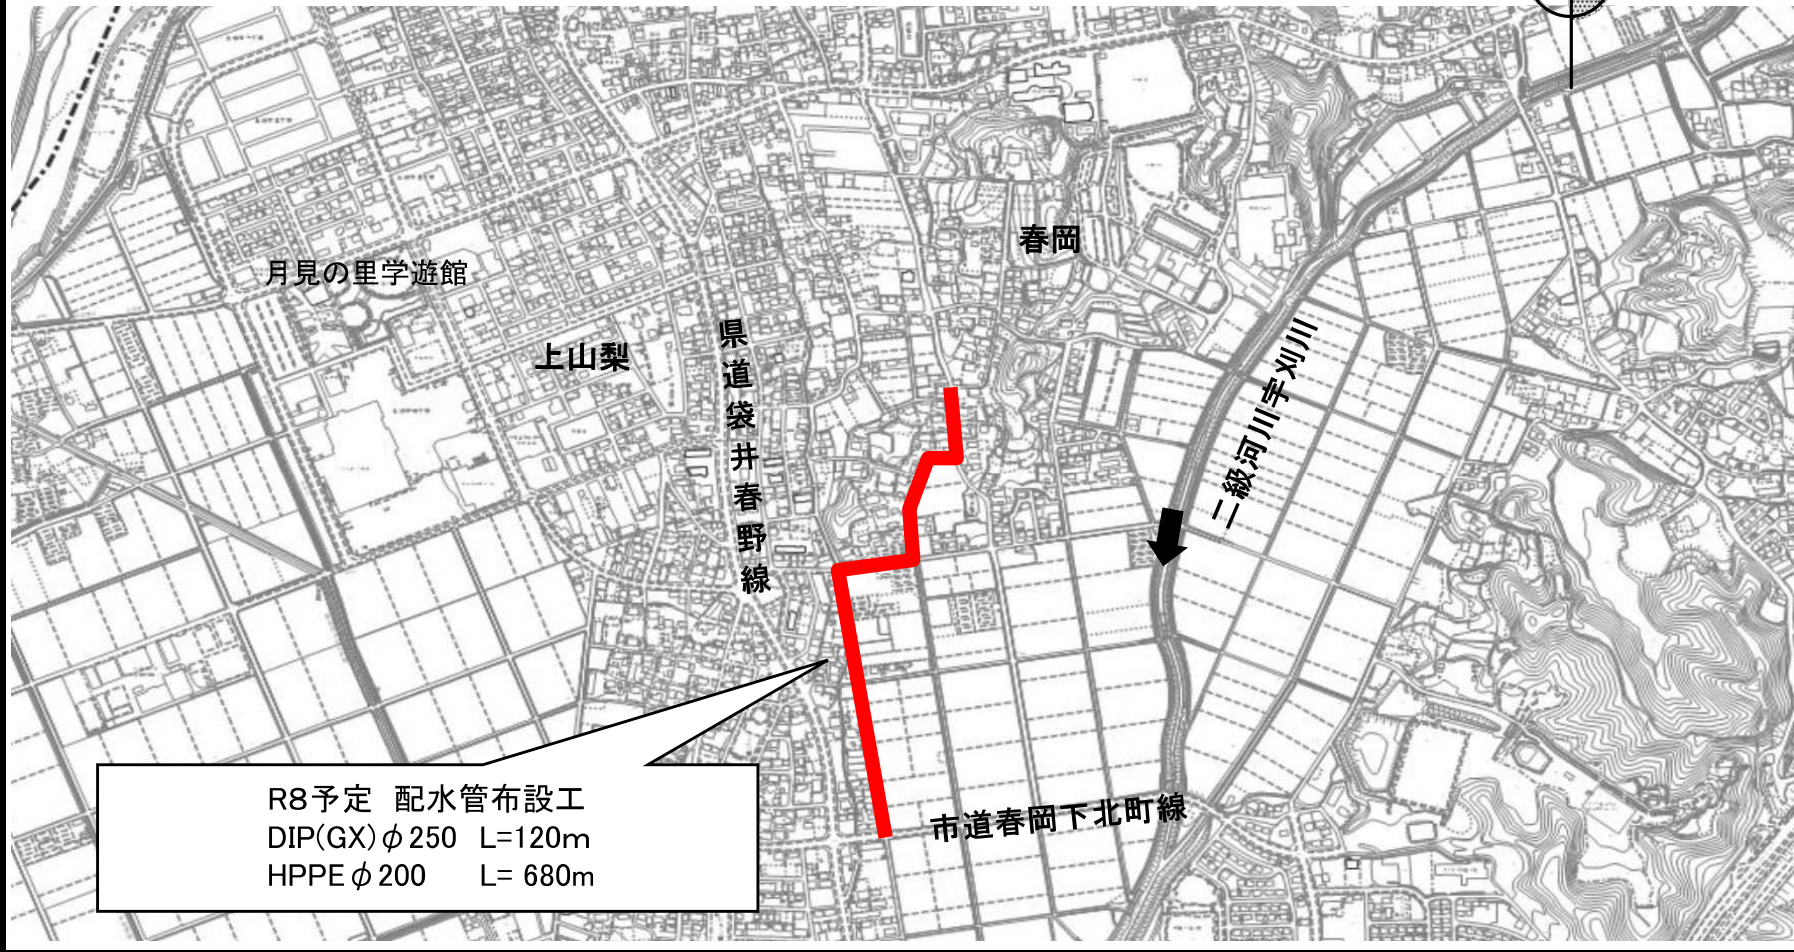 春岡
月見の里学遊館
上山梨
県道袋井春野線
二級河川宇刈川
市道春岡下北町線
R8予定 配水管布設工
DIP(GX)φ250 L=120m
HPPEφ200 L= 680m